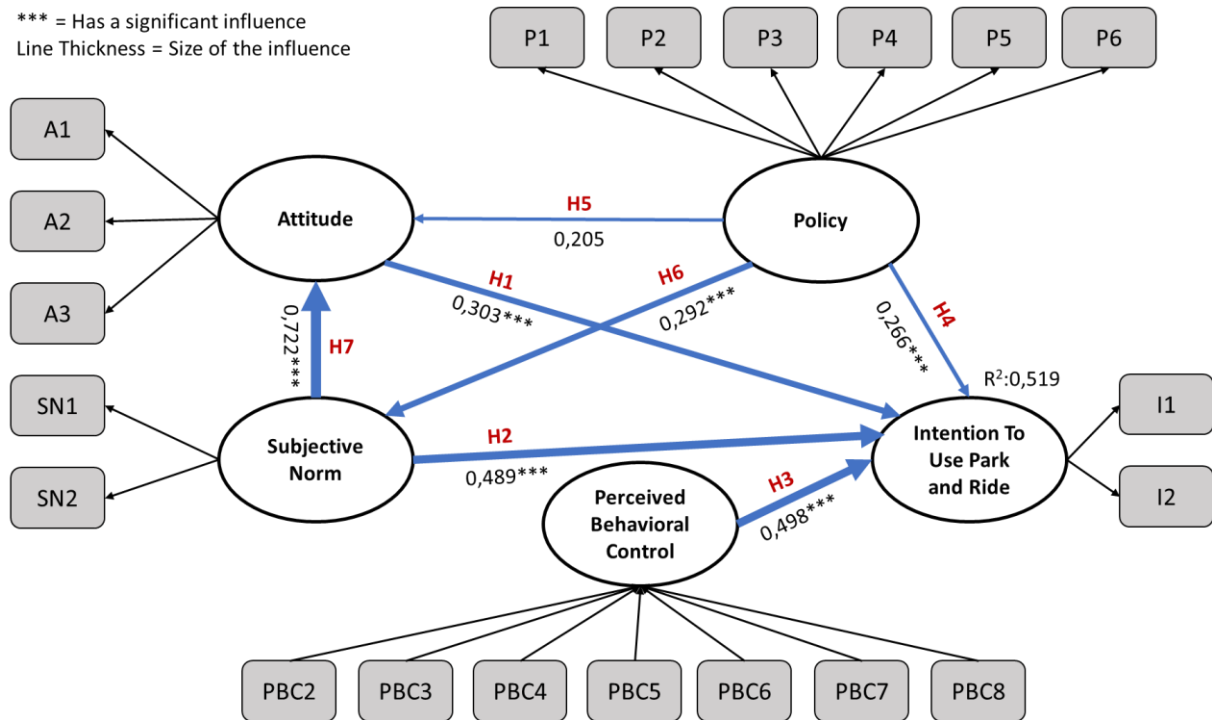 *** = Has a significant influence
Line Thickness = Size of the influence
P1
P2
P3
P4
P5
P6
A1
A2
A3
Attitude
Policy
H5
0,205
H1
0,303***
H6
0,292***
H4
0,266***
H7
0,722***
R²:0,519
SN1
SN2
Subjective
Norm
H2
0,489***
Perceived
Behavioral
Control
H3
0,498***
Intention To
Use Park
and Ride
I1
I2
PBC2
PBC3
PBC4
PBC5
PBC6
PBC7
PBC8